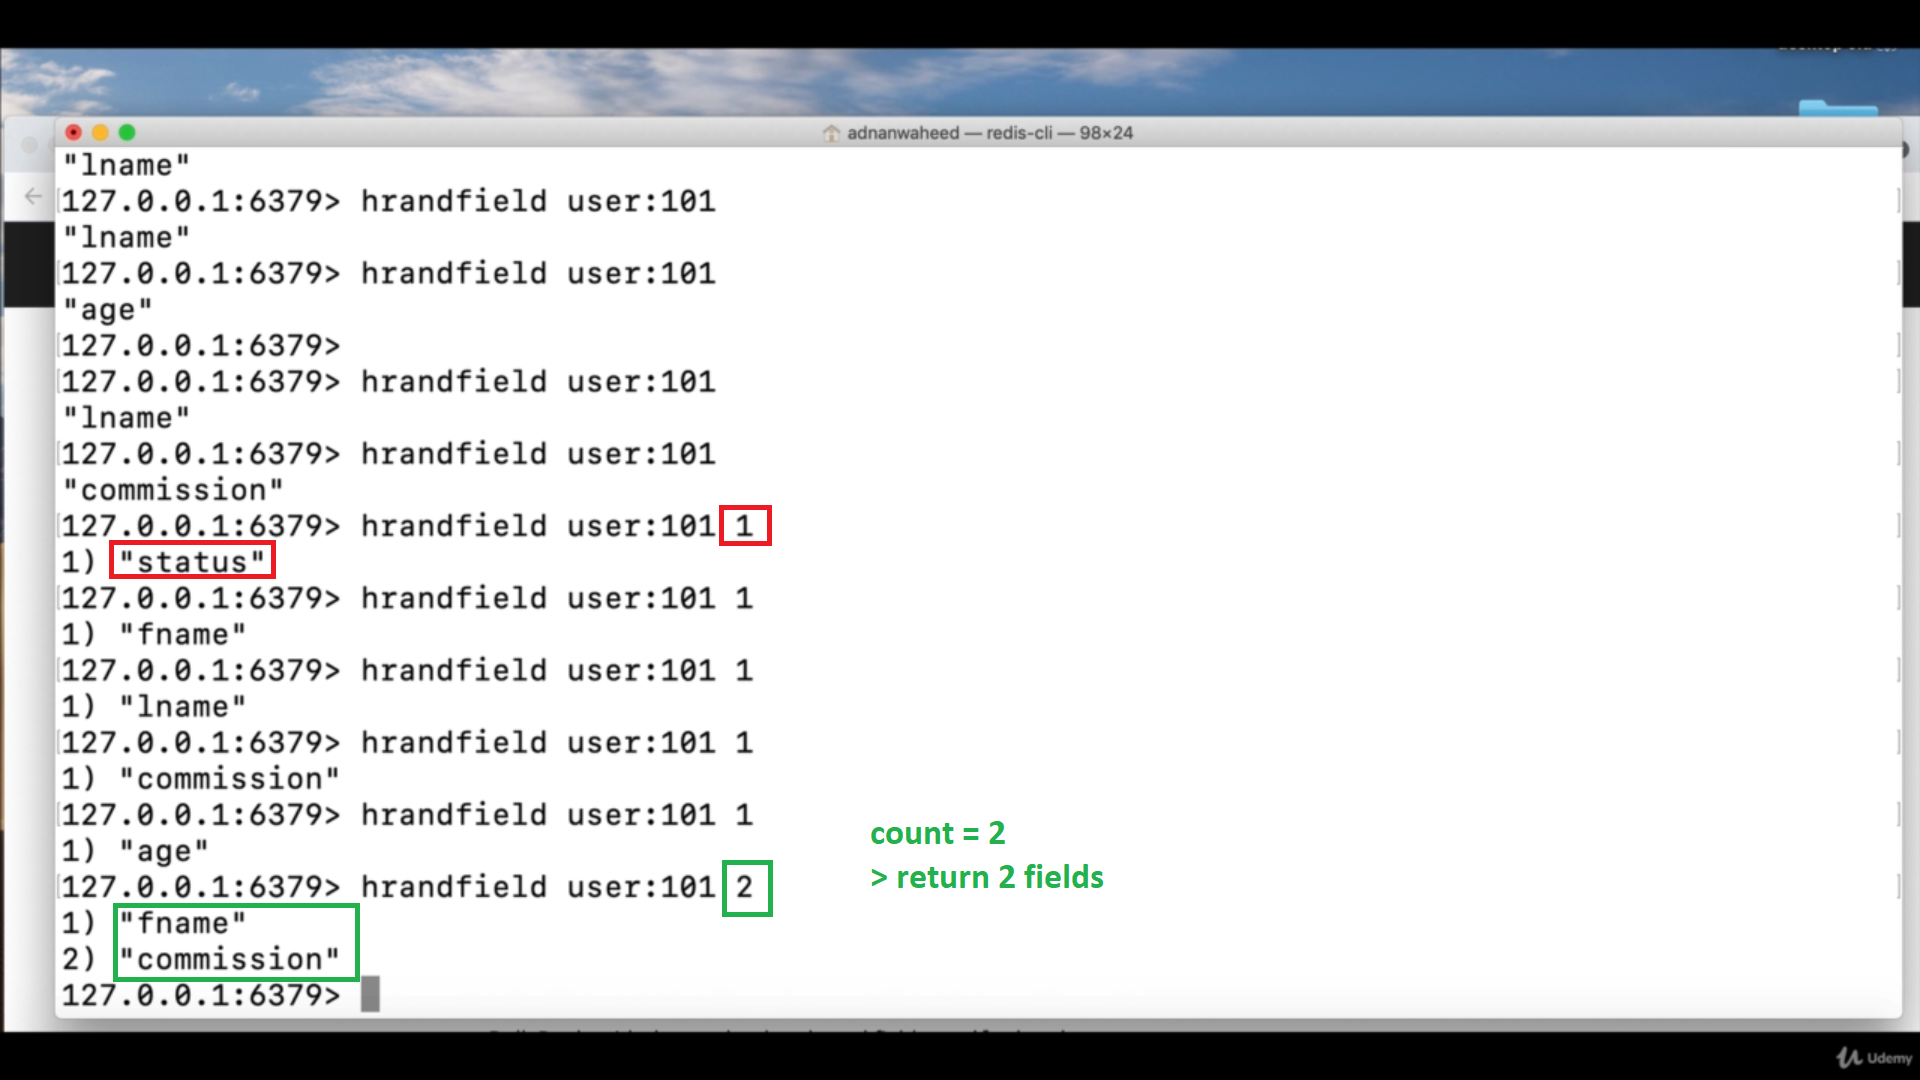 adnanwaheed — redis-cli — 98×24
"lname"
127.0.0.1:6379> hrandfield user:101
"lname"
127.0.0.1:6379> hrandfield user:101
"age"
127.0.0.1:6379>
127.0.0.1:6379> hrandfield user:101
"lname"
127.0.0.1:6379> hrandfield user:101
"commission"
127.0.0.1:6379> hrandfield user:101 1
1) "status"
127.0.0.1:6379> hrandfield user:101 1
1) "fname"
127.0.0.1:6379> hrandfield user:101 1
1) "lname"
127.0.0.1:6379> hrandfield user:101 1
1) "commission"
127.0.0.1:6379> hrandfield user:101 1
1) "age"
127.0.0.1:6379> hrandfield user:101 2
1) "fname"
2) "commission"
127.0.0.1:6379>
count = 2
> return 2 fields
Udemy